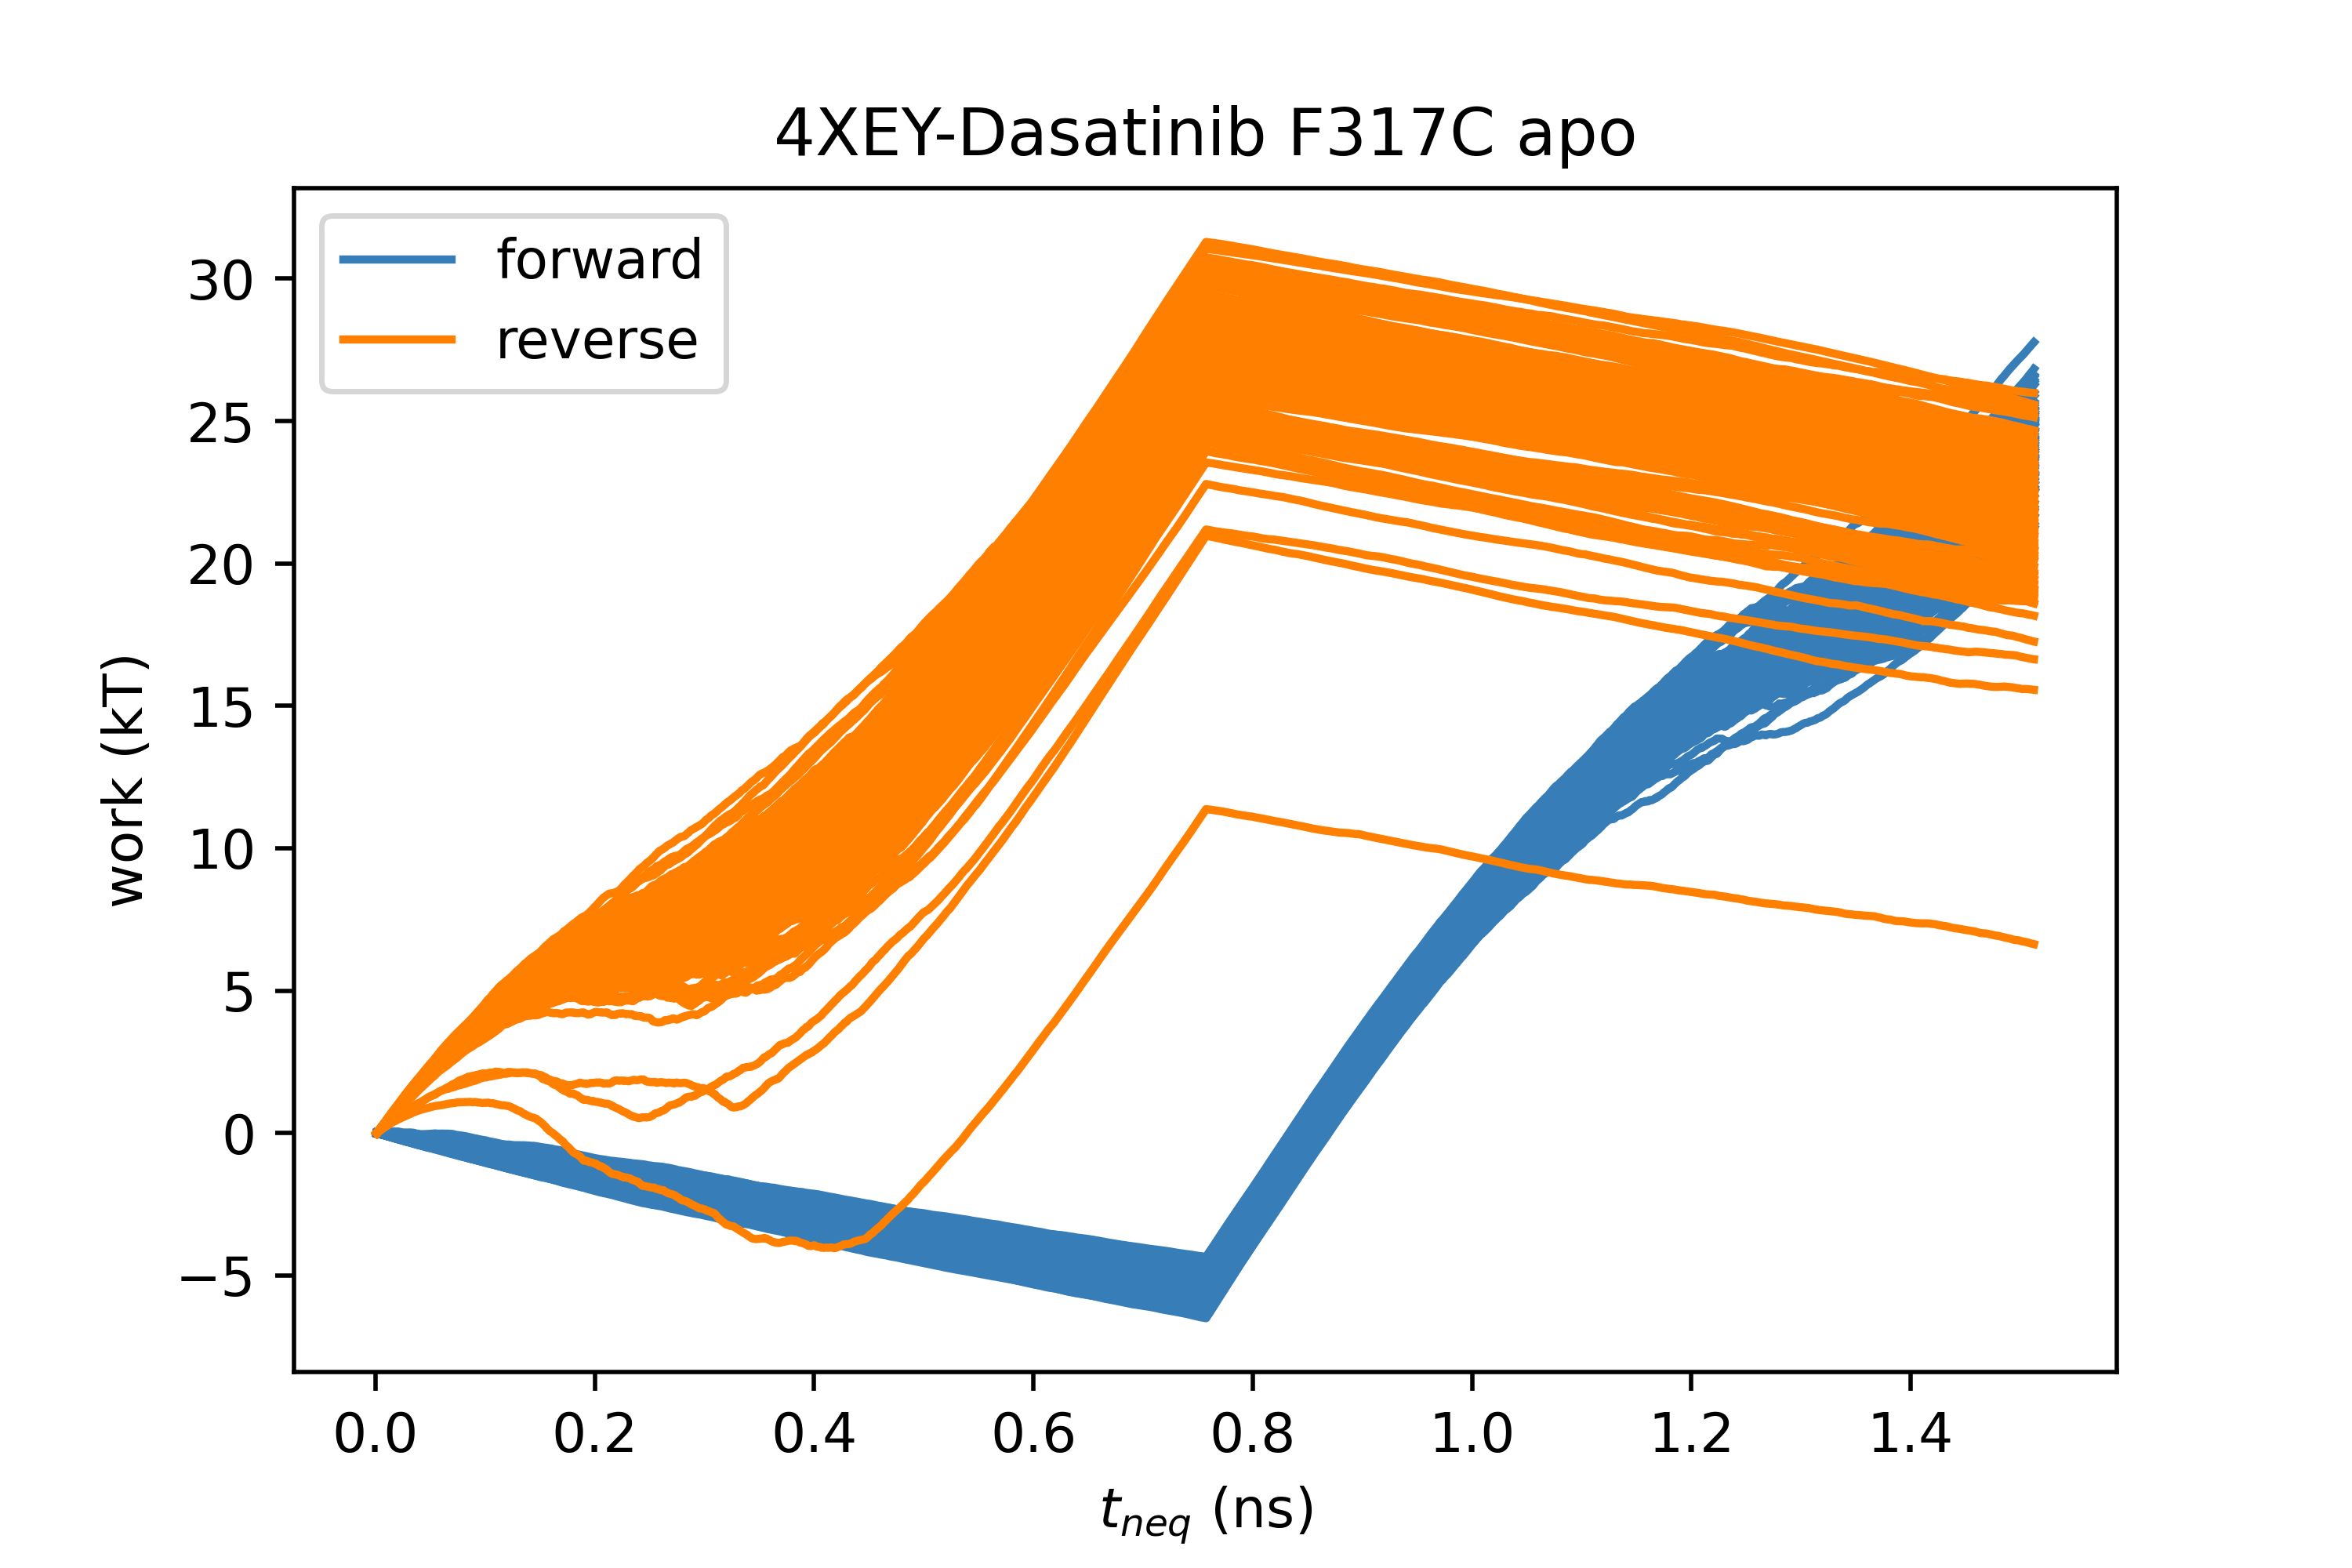 4XEY-Dasatinib F317C apo
forward
reverse
30
25
20
15
10
5
0
−5
work (kT)
0.0 0.2 0.4 0.6 0.8 1.0 1.2 1.4
t_neq (ns)